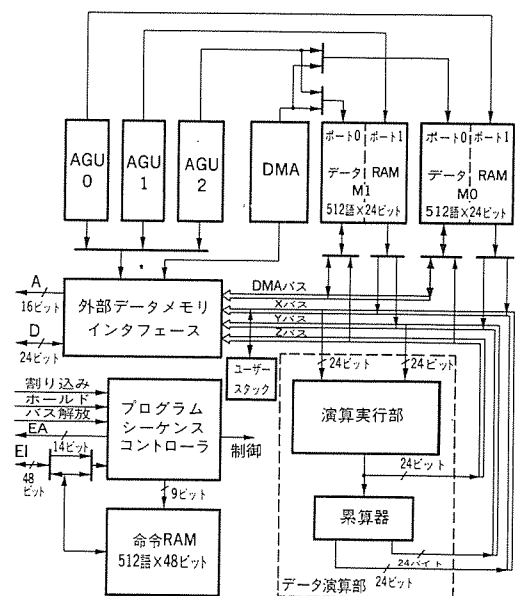 AGU
0
AGU
1
AGU
2
DMA
ポート0 ポート1
データ RAM
M1
512語×24ビット
ポート0 ポート1
データ RAM
M0
512語×24ビット
A
16ビット
D
24ビット
外部データメモリ
インタフェース
DMAバス
Xバス
Yバス
Zバス
ユーザー
スタック
24ビット
24ビット
割り込み
ホールド
バス解放
EA
14ビット
EI
48
ビット
プログラム
シーケンス
コントローラ
制御
9ビット
命令RAM
512語×48ビット
演算実行部
24ビット
累算器
24バイト
24ビット
データ演算部